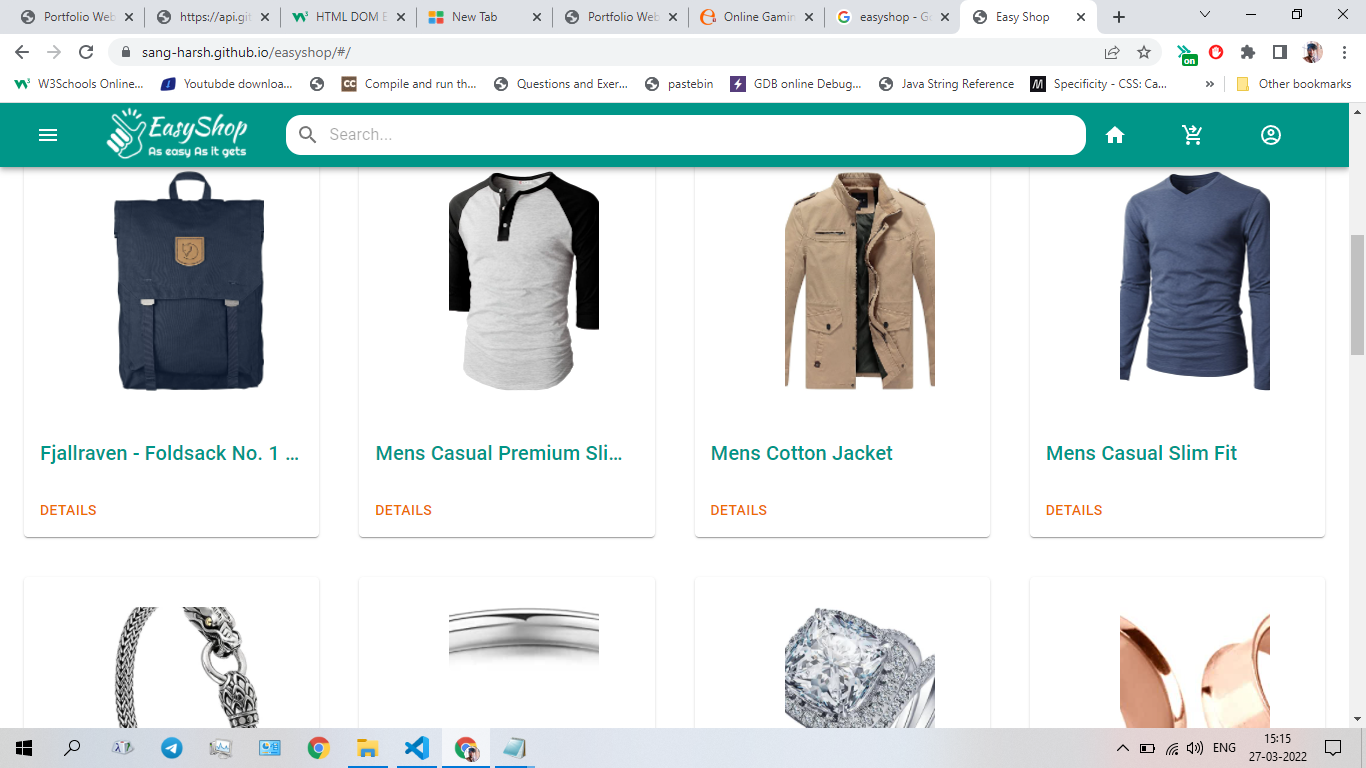 Portfolio Web
https://api.git
HTML DOM E
New Tab
Portfolio Web
Online Gamin
easyshop - Go
Easy Shop
sang-harsh.github.io/easyshop/#/
on
W3Schools Online...
Youtubde downloa...
CC Compile and run th...
Questions and Exer...
pastebin
GDB online Debug...
Java String Reference
M Specificity - CSS: Ca...
»
Other bookmarks
EasyShop
As easy As it gets
Search...
Fjallraven - Foldsack No. 1 ...
Mens Casual Premium Sli...
Mens Cotton Jacket
Mens Casual Slim Fit
DETAILS
DETAILS
DETAILS
DETAILS
ENG
15:15
27-03-2022